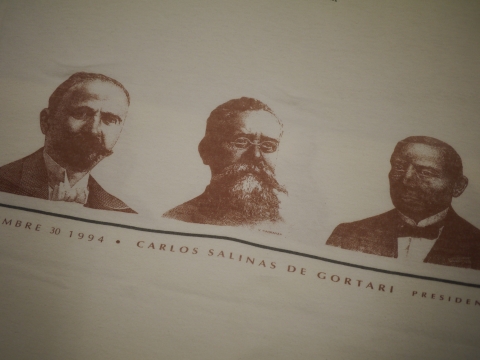 MBRE 30 1994 • CARLOS SALINAS DE GORTARI PRESIDEN